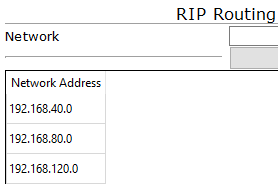 RIP Routing
Network
Network Address
192.168.40.0
192.168.80.0
192.168.120.0